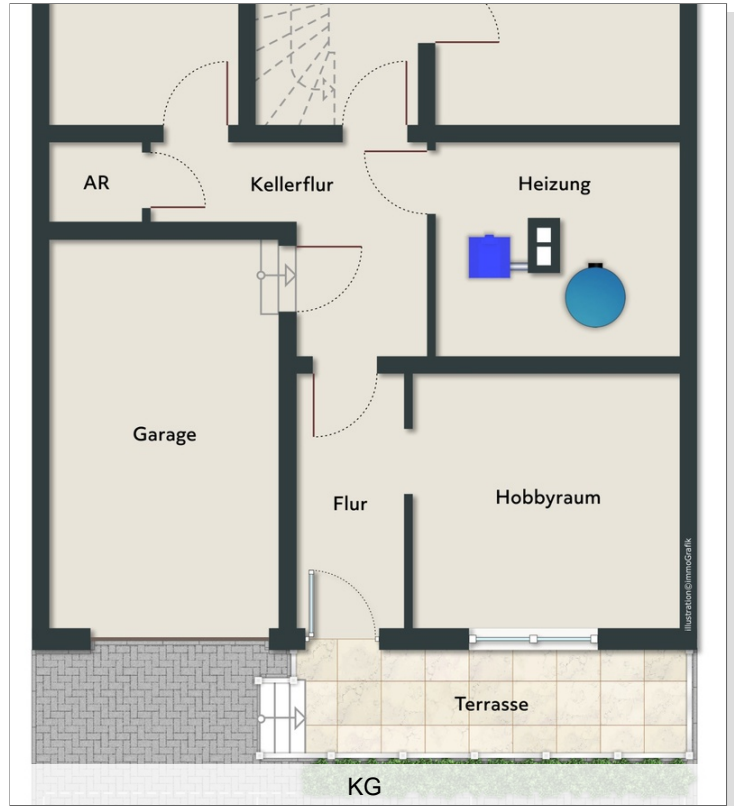 AR
Kellerflur
Heizung
Garage
Flur
Hobbyraum
illustration©immoGrafik
Terrasse
KG